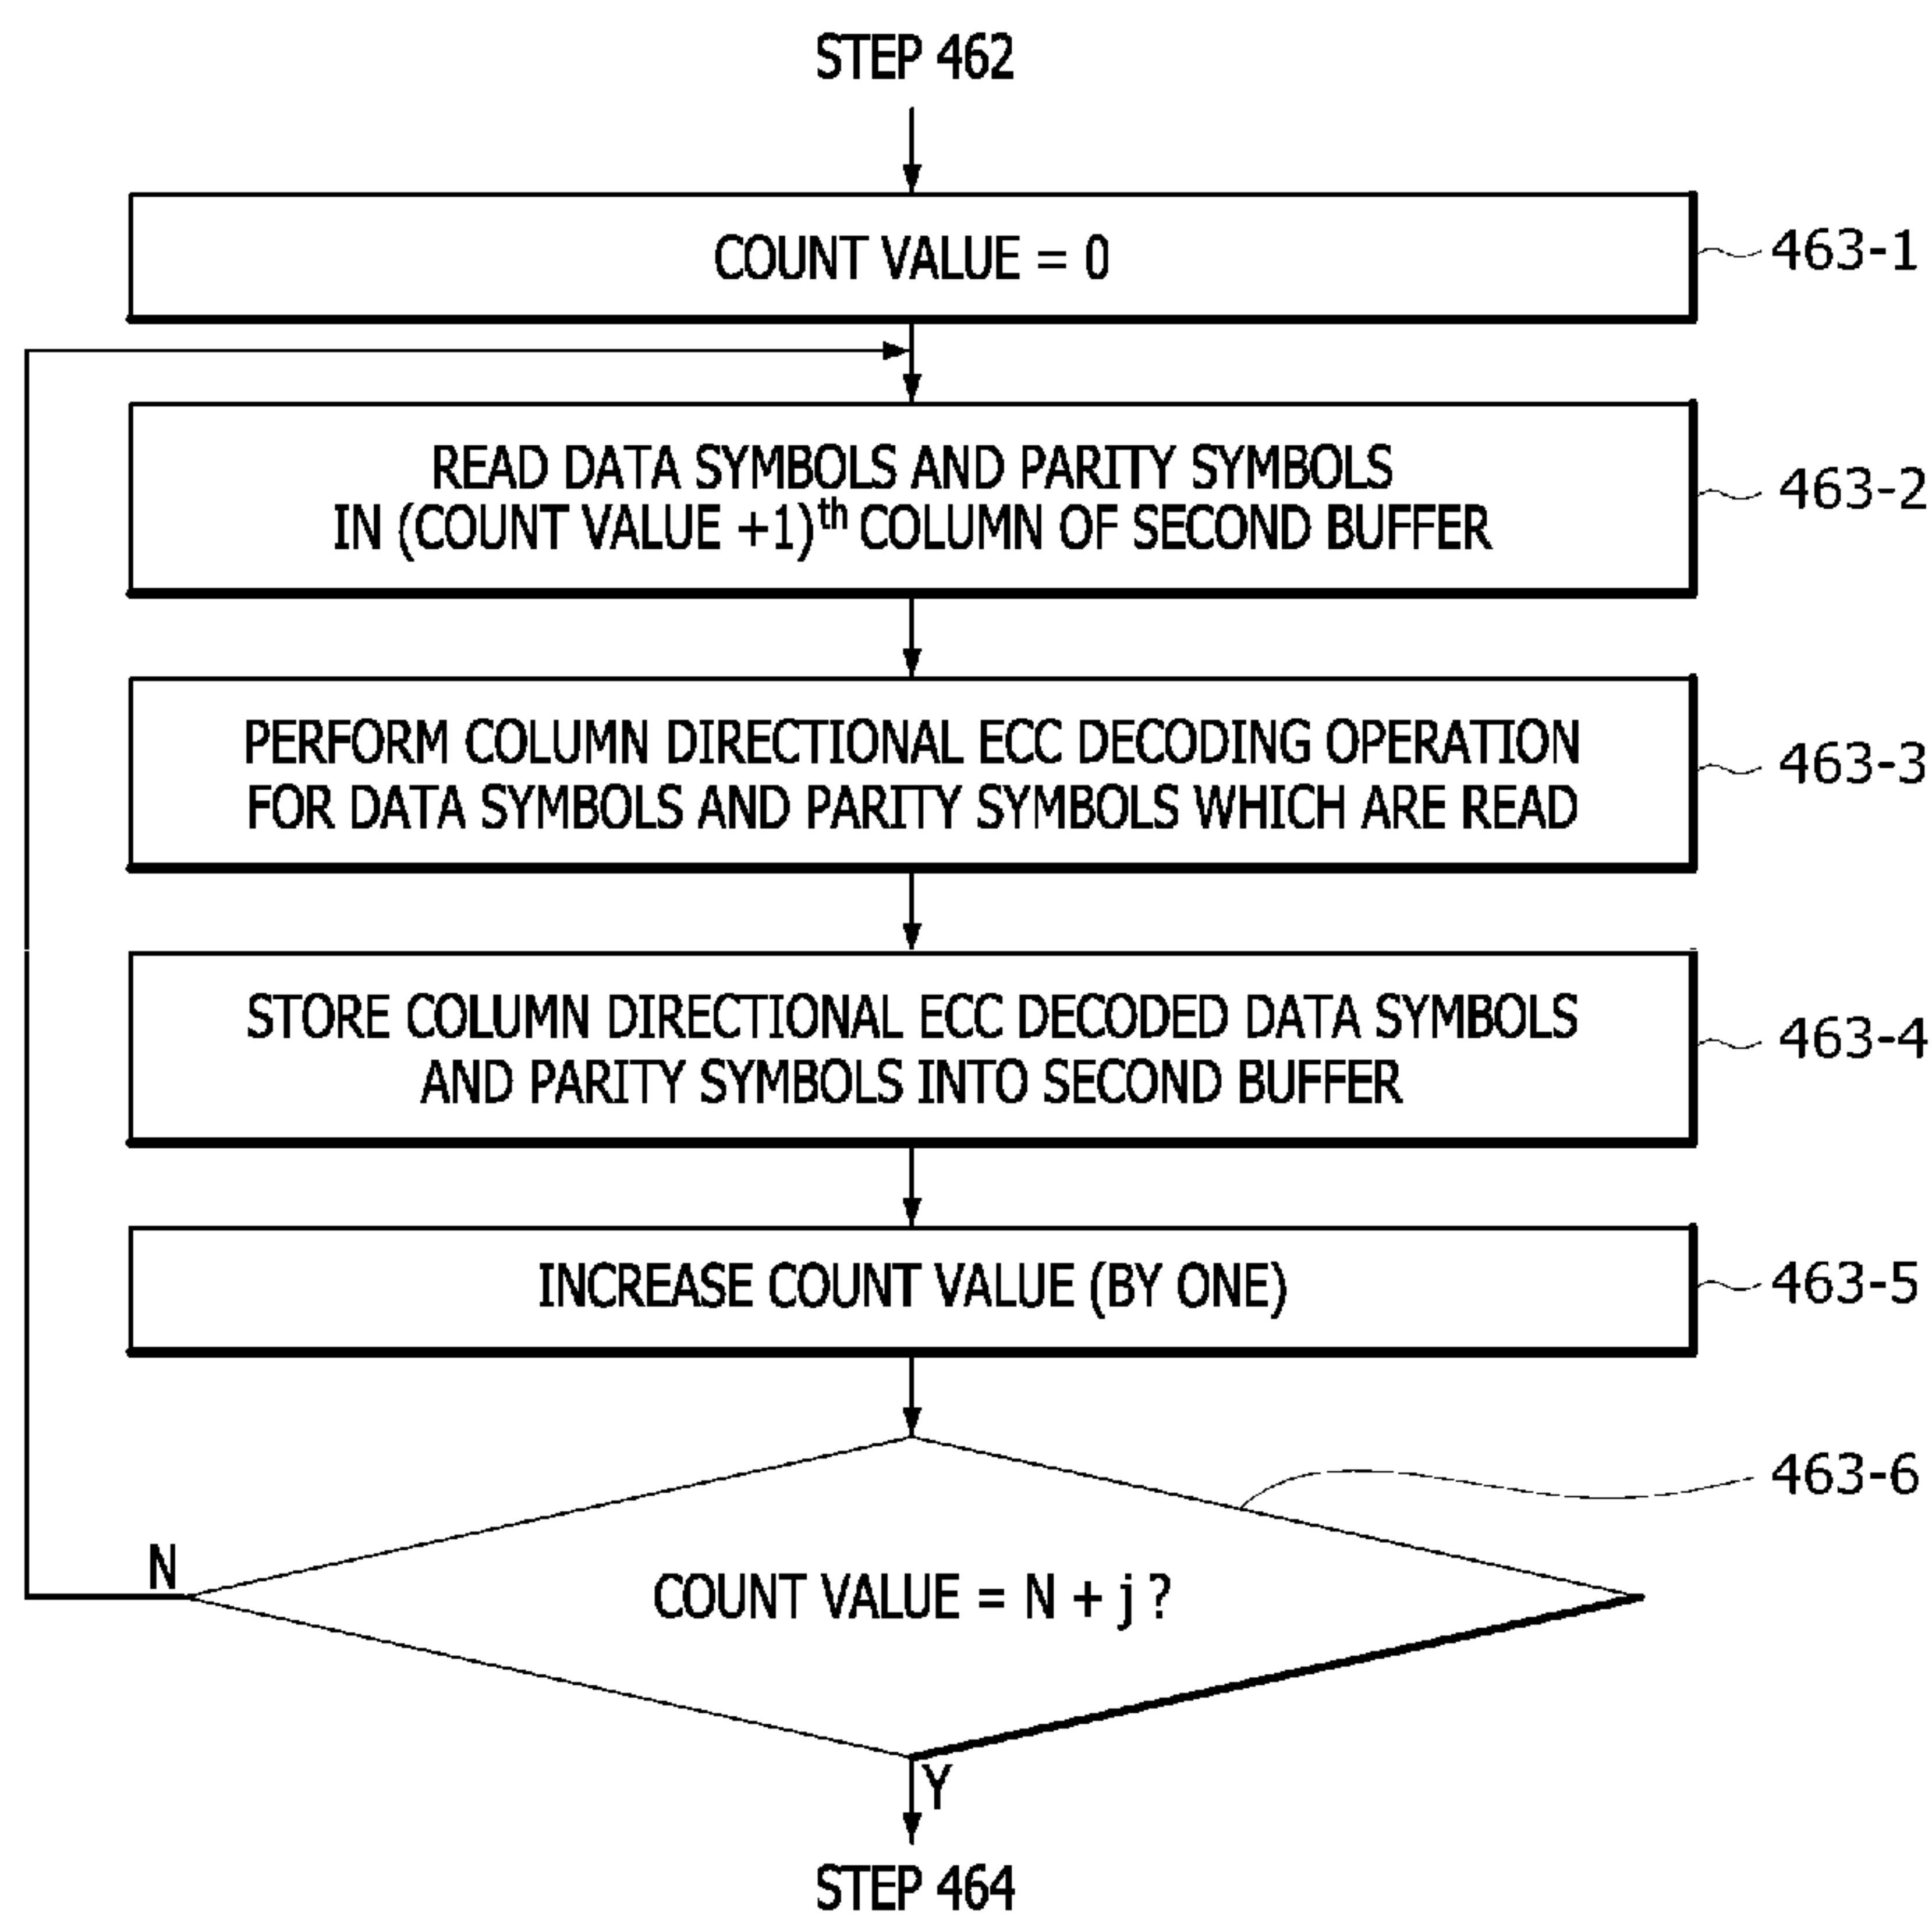 STEP 462
COUNT VALUE = 0
463-1
READ DATA SYMBOLS AND PARITY SYMBOLS
IN (COUNT VALUE +1)th COLUMN OF SECOND BUFFER
463-2
PERFORM COLUMN DIRECTIONAL ECC DECODING OPERATION
FOR DATA SYMBOLS AND PARITY SYMBOLS WHICH ARE READ
463-3
STORE COLUMN DIRECTIONAL ECC DECODED DATA SYMBOLS
AND PARITY SYMBOLS INTO SECOND BUFFER
463-4
INCREASE COUNT VALUE (BY ONE)
463-5
463-6
N
COUNT VALUE = N + j ?
Y
STEP 464